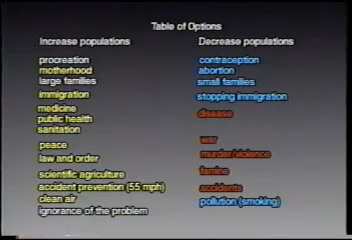 Table of Options
Increase populations
procreation
motherhood
large families
immigration
medicine
public health
sanitation
peace
law and order
scientific agriculture
accident prevention (55 mph)
clean air
ignorance of the problem
Decrease populations
contraception
abortion
small families
stopping immigration
disease
war
murder/violence
famine
accidents
pollution (smoking)